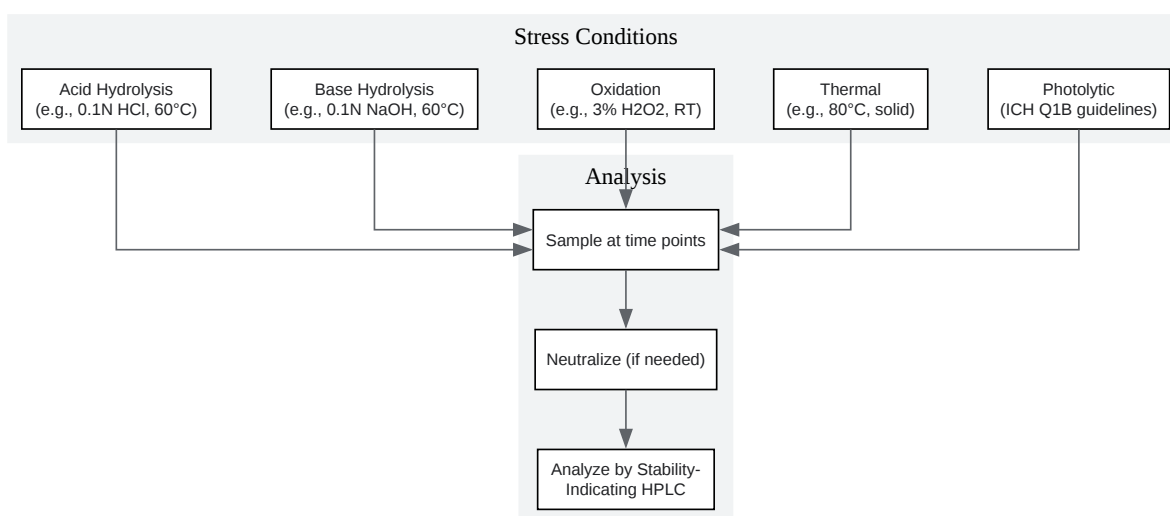 Stress Conditions
Acid Hydrolysis
(e.g., 0.1N HCl, 60°C)
Base Hydrolysis
(e.g., 0.1N NaOH, 60°C)
Oxidation
(e.g., 3% H2O2, RT)
Thermal
(e.g., 80°C, solid)
Photolytic
(ICH Q1B guidelines)
Analysis
Sample at time points
Neutralize (if needed)
Analyze by Stability-
Indicating HPLC